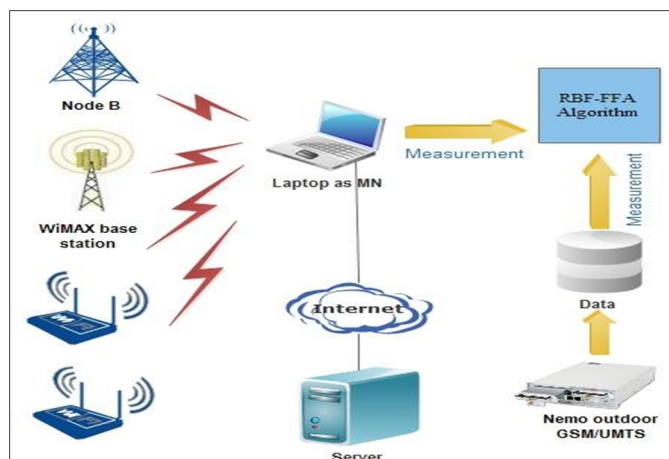 Node B
WiMAX base
station
Laptop as MN
Measurement
RBF-FFA
Algorithm
Measurement
Data
Internet
Nemo outdoor
GSM/UMTS
Server